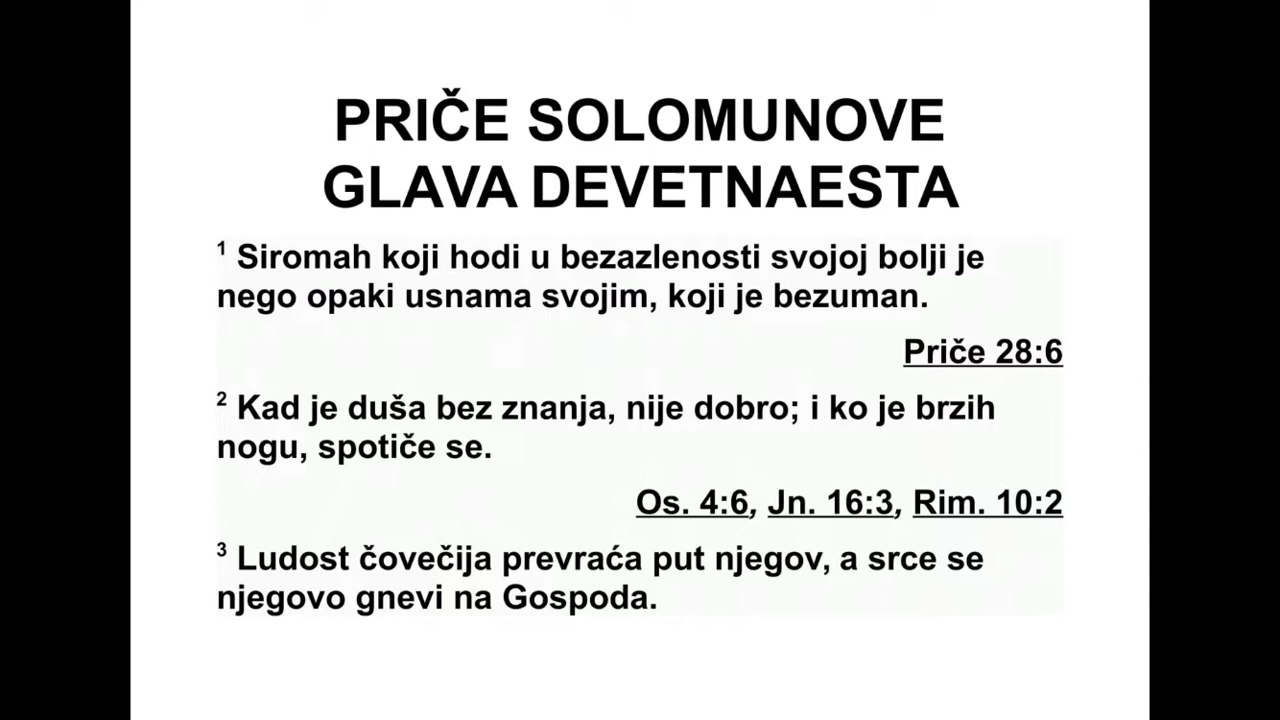 PRIČE SOLOMUNOVE
GLAVA DEVETNAESTA
1 Siromah koji hodi u bezazlenosti svojoj bolji je
nego opaki usnama svojim, koji je bezuman.
Priče 28:6
2 Kad je duša bez znanja, nije dobro; i ko je brzih
nogu, spotiče se.
Os. 4:6, Jn. 16:3, Rim. 10:2
3 Ludost čovečija prevraća put njegov, a srce se
njegovo gnevi na Gospoda.